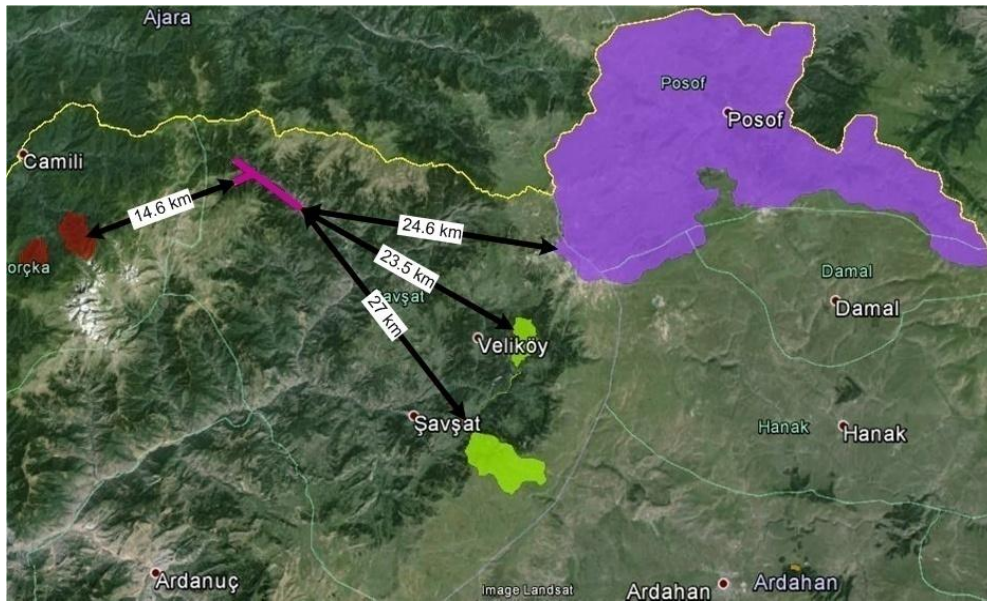 Ajara
Posof
Posof
Camili
14.6 km
24.6 km
orçka
23.5 km
Damal
avşat
27 km
Damal
Veliköy
Şavşat
Hanak
Hanak
Ardanuç
Image Landsat
Ardahan
Ardahan